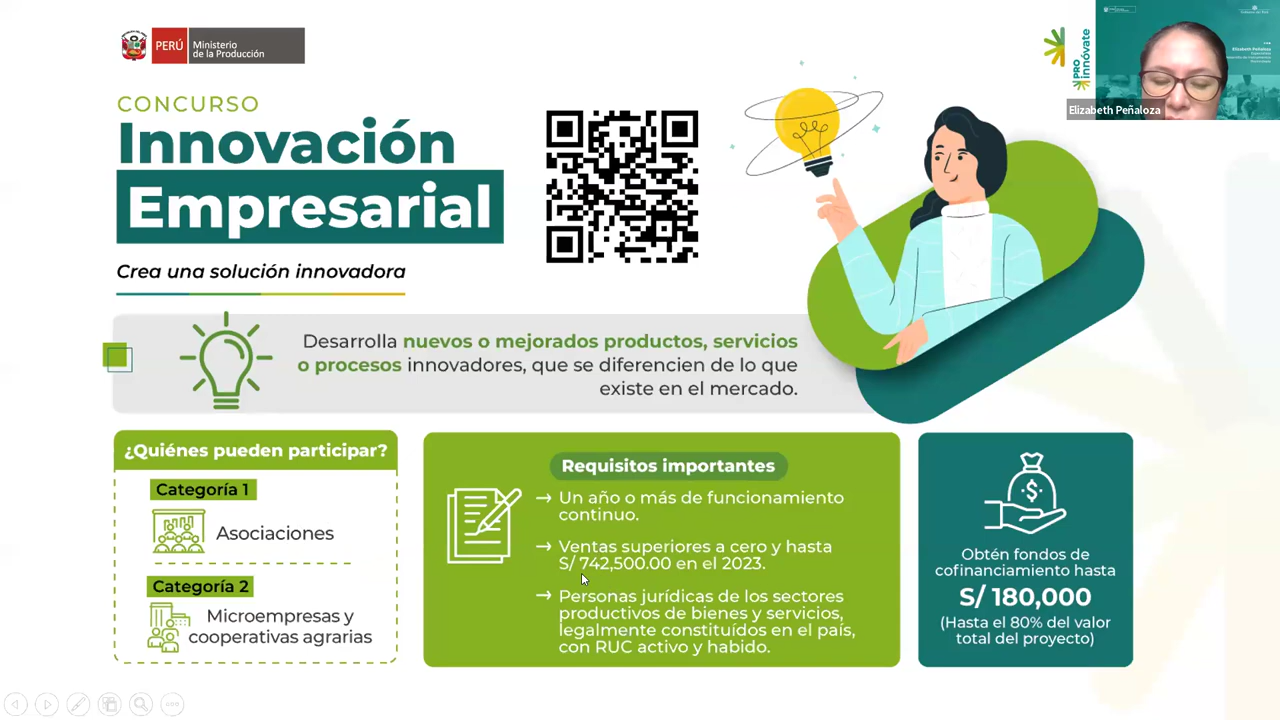 PERÚ
Ministerio
de la Producción
PRO
innóvate
Elizabeth Peñaloza
Elizabeth Peñaloza
CONCURSO
Innovación
Empresarial
Crea una solución innovadora
Desarrolla nuevos o mejorados productos, servicios
o procesos innovadores, que se diferencien de lo que
existe en el mercado.
¿Quiénes pueden participar?
Categoría 1
Asociaciones
Categoría 2
Microempresas y
cooperativas agrarias
Requisitos importantes
→ Un año o más de funcionamiento
continuo.
→ Ventas superiores a cero y hasta
S/ 742,500.00 en el 2023.
→ Personas jurídicas de los sectores
productivos de bienes y servicios,
legalmente constituídos en el país,
con RUC activo y habido.
$
Obtén fondos de
cofinanciamiento hasta
S/ 180,000
(Hasta el 80% del valor
total del proyecto)